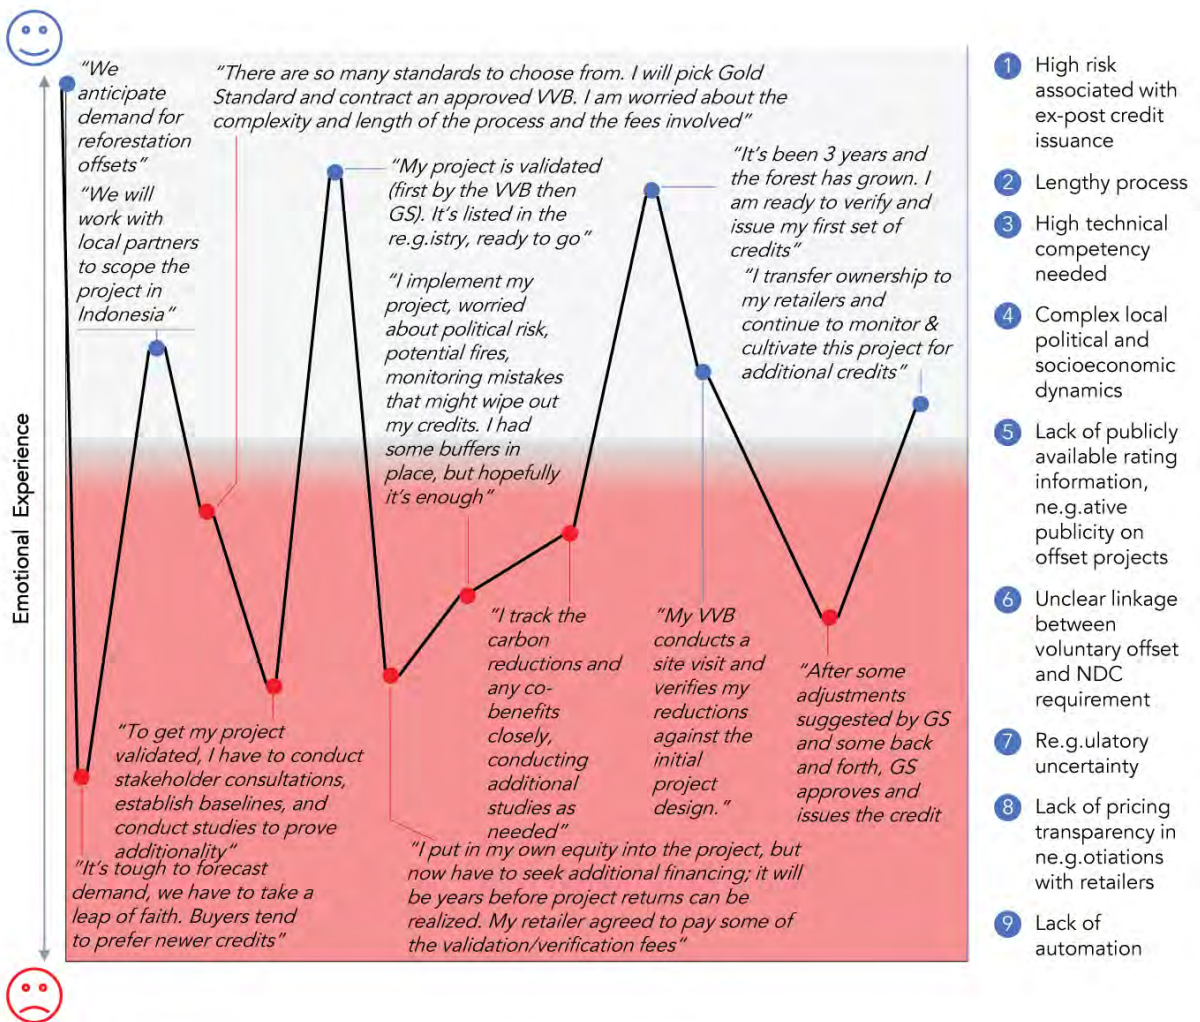 “We
anticipate
demand for
reforestation
offsets”
“We will
work with
local partners
to scope the
project in
Indonesia”
“There are so many standards to choose from. I will pick Gold
Standard and contract an approved VVB. I am worried about the
complexity and length of the process and the fees involved”
“My project is validated
(first by the VVB then
GS). It’s listed in the
re.g.istry, ready to go”
“I implement my
project, worried
about political risk,
potential fires,
monitoring mistakes
that might wipe out
my credits. I had
some buffers in
place, but hopefully
it’s enough”
“It’s been 3 years and
the forest has grown. I
am ready to verify and
issue my first set of
credits”
“I transfer ownership to
my retailers and
continue to monitor &
cultivate this project for
additional credits”
Emotional Experience
“To get my project
validated, I have to conduct
stakeholder consultations,
establish baselines, and
conduct studies to prove
additionality”
“It’s tough to forecast
demand, we have to take a
leap of faith. Buyers tend
to prefer newer credits”
“I track the
carbon
reductions and
any co-
benefits
closely,
conducting
additional
studies as
needed”
“My VVB
conducts a
site visit and
verifies my
reductions
against the
initial
project
design.”
“After some
adjustments
suggested by GS
and some back
and forth, GS
approves and
issues the credit
“I put in my own equity into the project, but
now have to seek additional financing; it will
be years before project returns can be
realized. My retailer agreed to pay some of
the validation/verification fees”
1 High risk
associated with
ex-post credit
issuance
2 Lengthy process
3 High technical
competency
needed
4 Complex local
political and
socioeconomic
dynamics
5 Lack of publicly
available rating
information,
ne.g.ative
publicity on
offset projects
6 Unclear linkage
between
voluntary offset
and NDC
requirement
7 Re.g.ulatory
uncertainty
8 Lack of pricing
transparency in
ne.g.otiations
with retailers
9 Lack of
automation